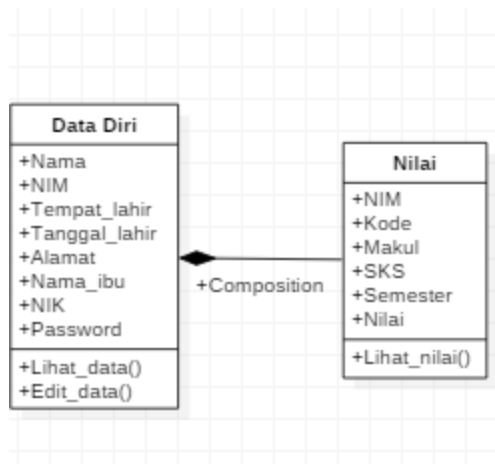 Data Diri
+Nama
+NIM
+Tempat_lahir
+Tanggal_lahir
+Alamat
+Nama_ibu
+NIK
+Password
+Lihat_data()
+Edit_data()
+Composition
Nilai
+NIM
+Kode
+Makul
+SKS
+Semester
+Nilai
+Lihat_nilai()